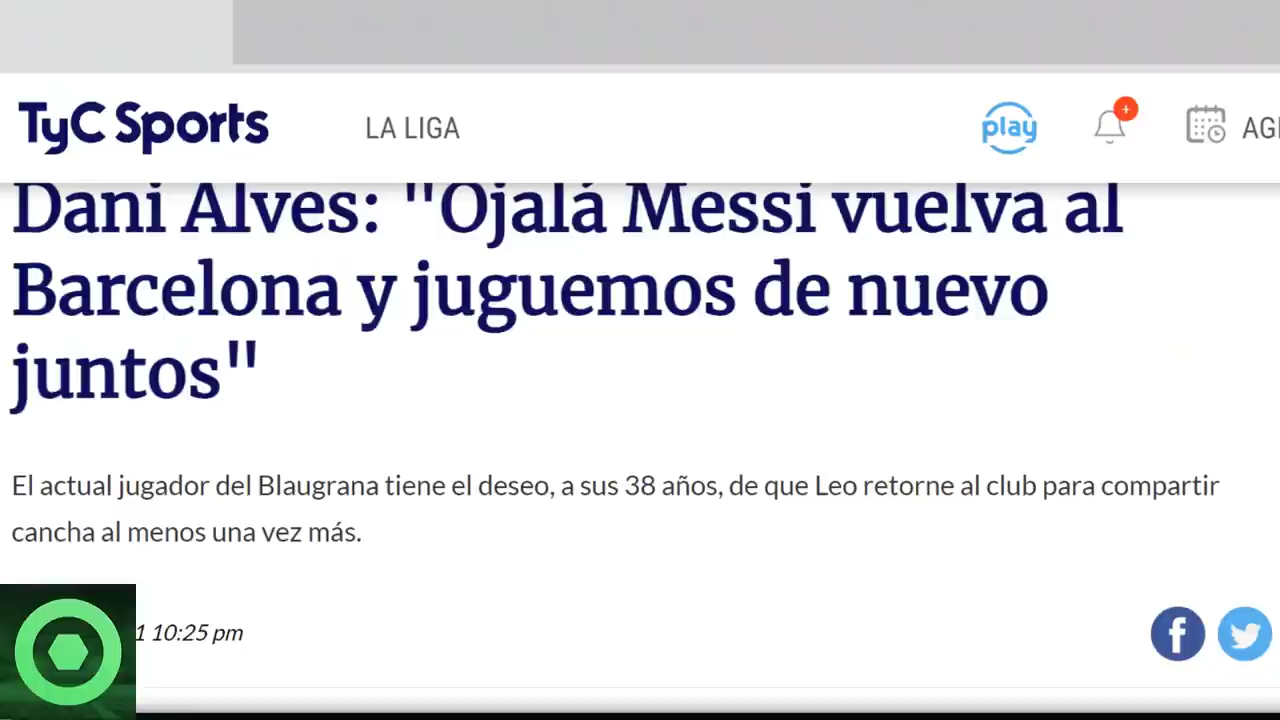 TyC Sports
LA LIGA
play
+
Dani Alves: "Ojalá Messi vuelva al
Barcelona y juguemos de nuevo
juntos"
El actual jugador del Blaugrana tiene el deseo, a sus 38 años, de que Leo retorne al club para compartir
cancha al menos una vez más.
1 10:25 pm